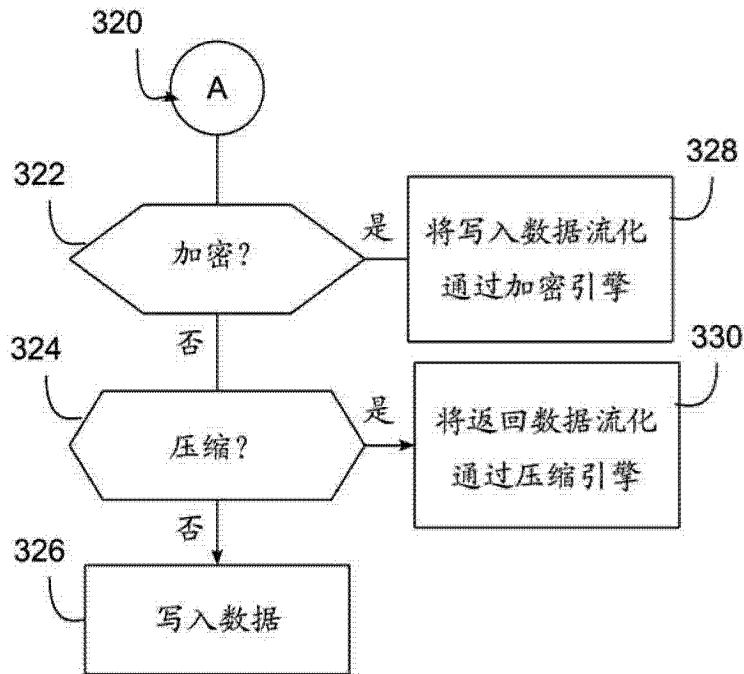 320
A
322
328
加密?
是
将写入数据流化
通过加密引擎
否
324
330
压缩?
是
将返回数据流化
通过压缩引擎
否
326
写入数据